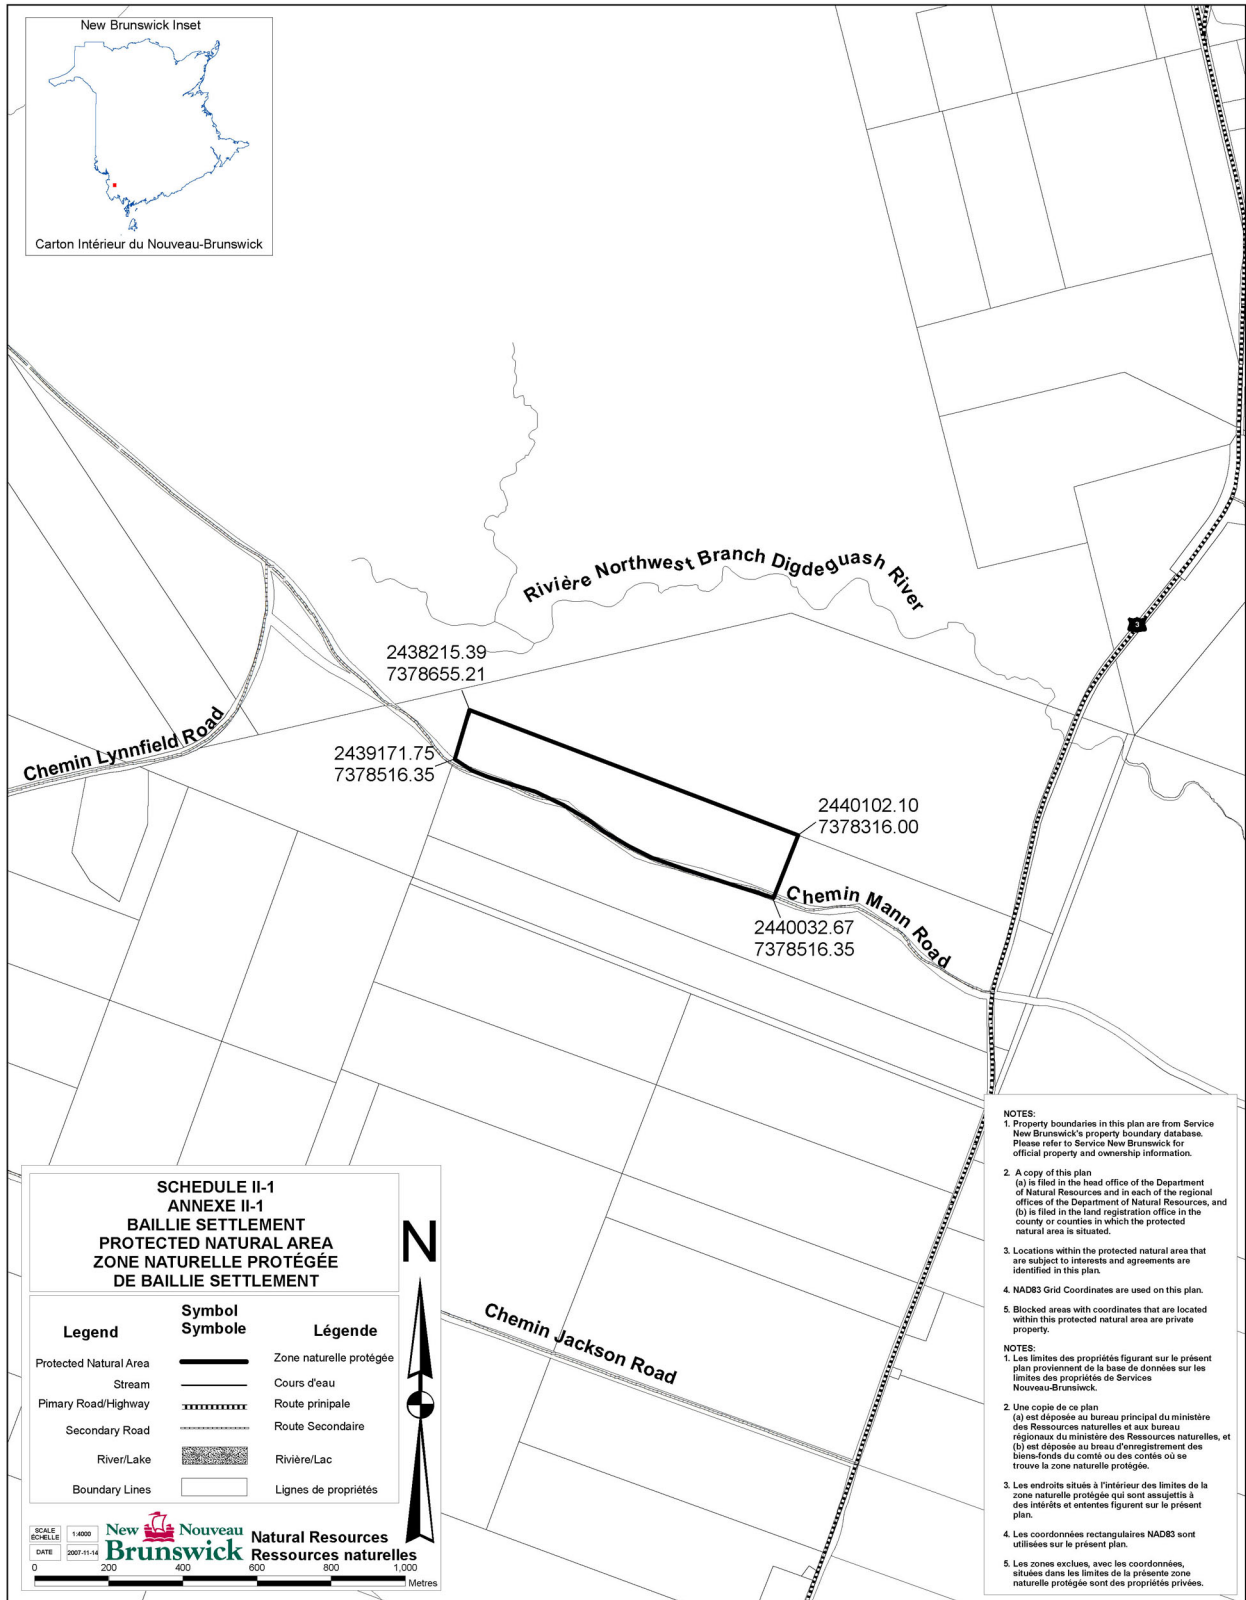 New Brunswick Inset
Carton Intérieur du Nouveau-Brunswick
Rivière Northwest Branch Digdeguash River
3
2438215.39
7378655.21
Chemin Lynnfield Road
2439171.75
7378516.35
2440102.10
7378316.00
Chemin Mann Road
2440032.67
7378516.35
Chemin Jackson Road
SCHEDULE II-1
ANNEXE II-1
BAILLIE SETTLEMENT
PROTECTED NATURAL AREA
ZONE NATURELLE PROTÉGÉE
DE BAILLIE SETTLEMENT
N
Legend
Symbol
Symbole
Légende
Protected Natural Area
Zone naturelle protégée
Stream
Cours d'eau
Pimary Road/Highway
Route prinipale
Secondary Road
Route Secondaire
River/Lake
Rivière/Lac
Boundary Lines
Lignes de propriétés
SCALE
ÉCHELLE
1:4000
DATE
2007-11-14
New Nouveau
Brunswick
Natural Resources
Ressources naturelles
0 200 400 600 800 1,000
Metres
NOTES:
1. Property boundaries in this plan are from Service
New Brunswick's property boundary database.
Please refer to Service New Brunswick for
official property and ownership information.
2. A copy of this plan
(a) is filed in the head office of the Department
of Natural Resources and in each of the regional
offices of the Department of Natural Resources, and
(b) is filed in the land registration office in the
county or counties in which the protected
natural area is situated.
3. Locations within the protected natural area that
are subject to interests and agreements are
identified in this plan.
4. NAD83 Grid Coordinates are used on this plan.
5. Blocked areas with coordinates that are located
within this protected natural area are private
property.
NOTES:
1. Les limites des propriétés figurant sur le présent
plan proviennent de la base de données sur les
limites des propriétés de Services
Nouveau-Brunsiwck.
2. Une copie de ce plan
(a) est déposée au bureau principal du ministère
des Ressources naturelles et aux bureau
régionaux du ministère des Ressources naturelles, et
(b) est déposée au breau d'enregistrement des
biens-fonds du comté ou des contés où se
trouve la zone naturelle protégée.
3. Les endroits situés à l'intérieur des limites de la
zone naturelle protégée qui sont assujettis à
des intérêts et ententes figurent sur le présent
plan.
4. Les coordonnées rectangulaires NAD83 sont
utilisées sur le présent plan.
5. Les zones exclues, avec les coordonnées,
situées dans les limites de la présente zone
naturelle protégée sont des propriétés privées.